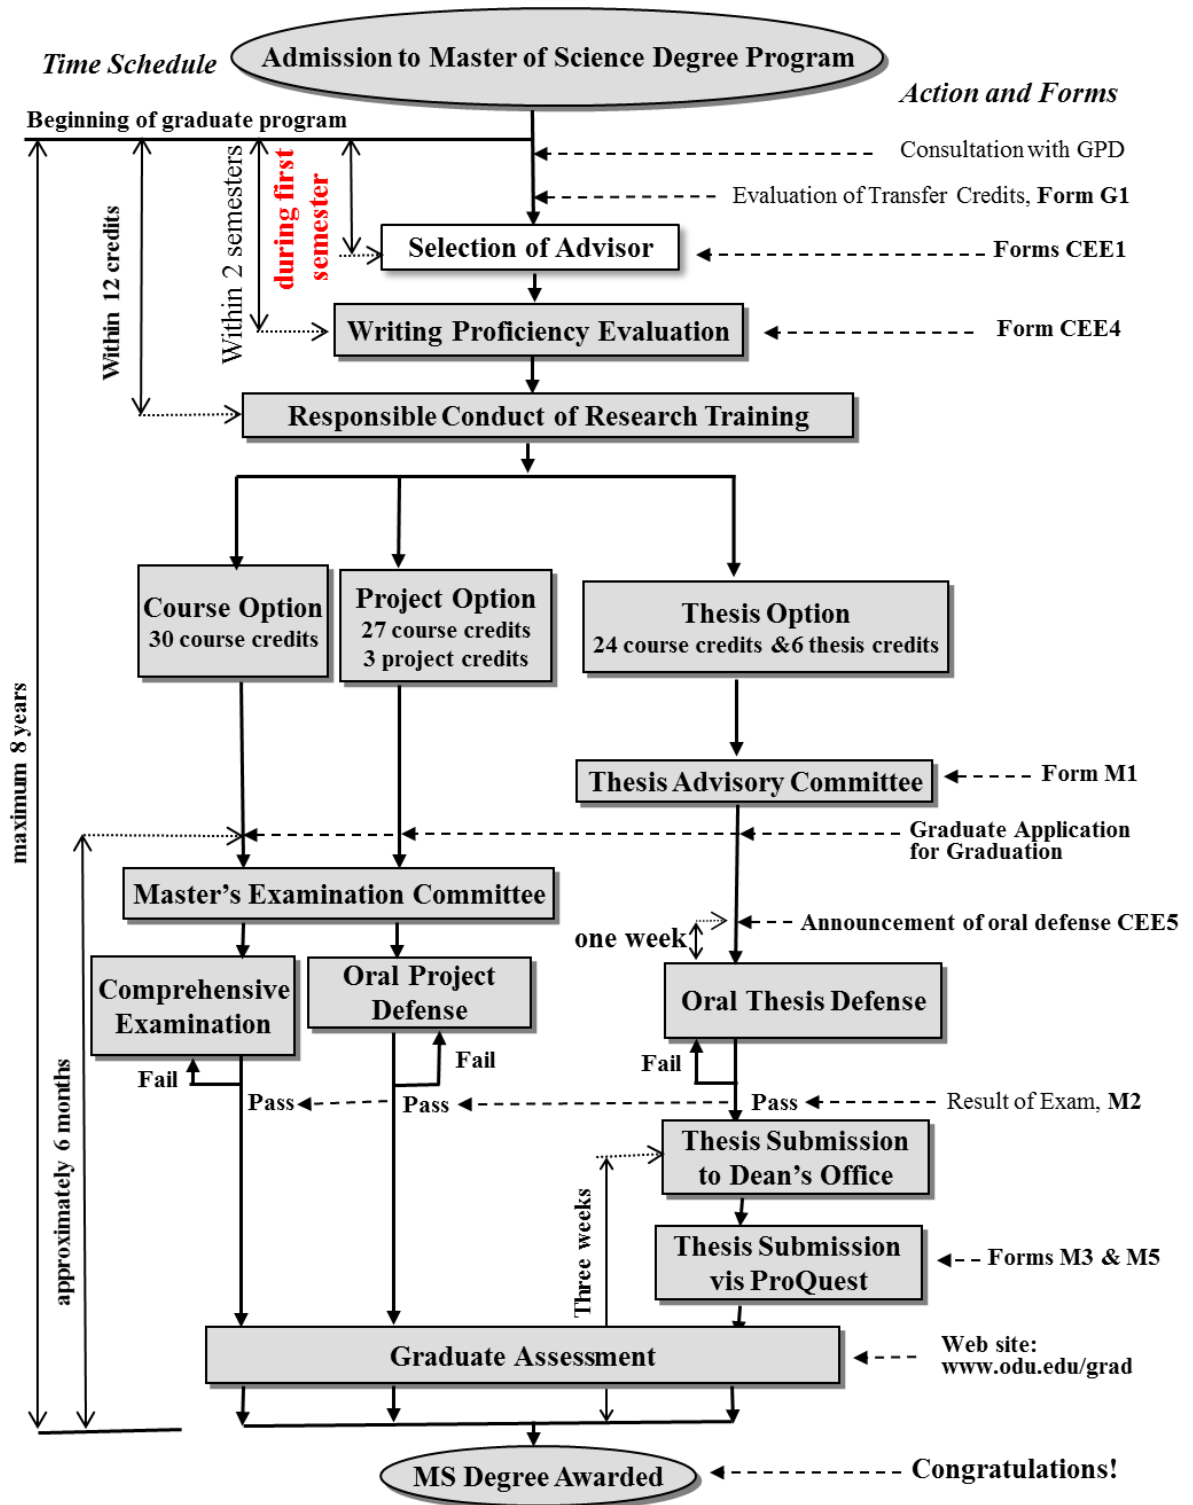 Time Schedule
Admission to Master of Science Degree Program
Action and Forms
Beginning of graduate program
Consultation with GPD
Evaluation of Transfer Credits, Form G1
during first
semester
Within 2 semesters
Within 12 credits
Selection of Advisor
Forms CEE1
Writing Proficiency Evaluation
Form CEE4
Responsible Conduct of Research Training
Course Option
30 course credits
Project Option
27 course credits
3 project credits
Thesis Option
24 course credits &6 thesis credits
maximum 8 years
Thesis Advisory Committee
Form M1
Graduate Application
for Graduation
Master's Examination Committee
Announcement of oral defense CEE5
one week
Comprehensive
Examination
Oral Project
Defense
Oral Thesis Defense
Fail
Fail
Fail
Pass
Pass
Pass
Result of Exam, M2
approximately 6 months
Thesis Submission
to Dean's Office
Three weeks
Thesis Submission
vis ProQuest
Forms M3 & M5
Graduate Assessment
Web site:
www.odu.edu/grad
MS Degree Awarded
Congratulations!